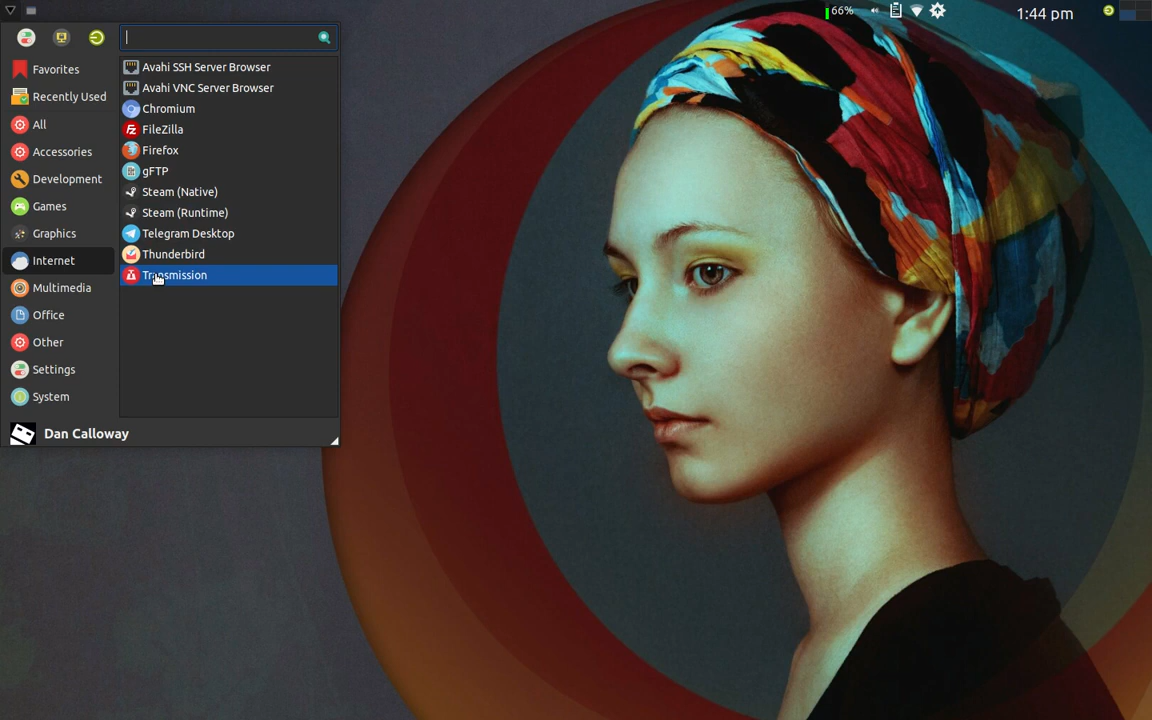 66%
1:44 pm
Favorites
Recently Used
All
Accessories
Development
Games
Graphics
Internet
Multimedia
Office
Other
Settings
System
Avahi SSH Server Browser
Avahi VNC Server Browser
Chromium
FileZilla
Firefox
gFTP
Steam (Native)
Steam (Runtime)
Telegram Desktop
Thunderbird
Transmission
Dan Calloway